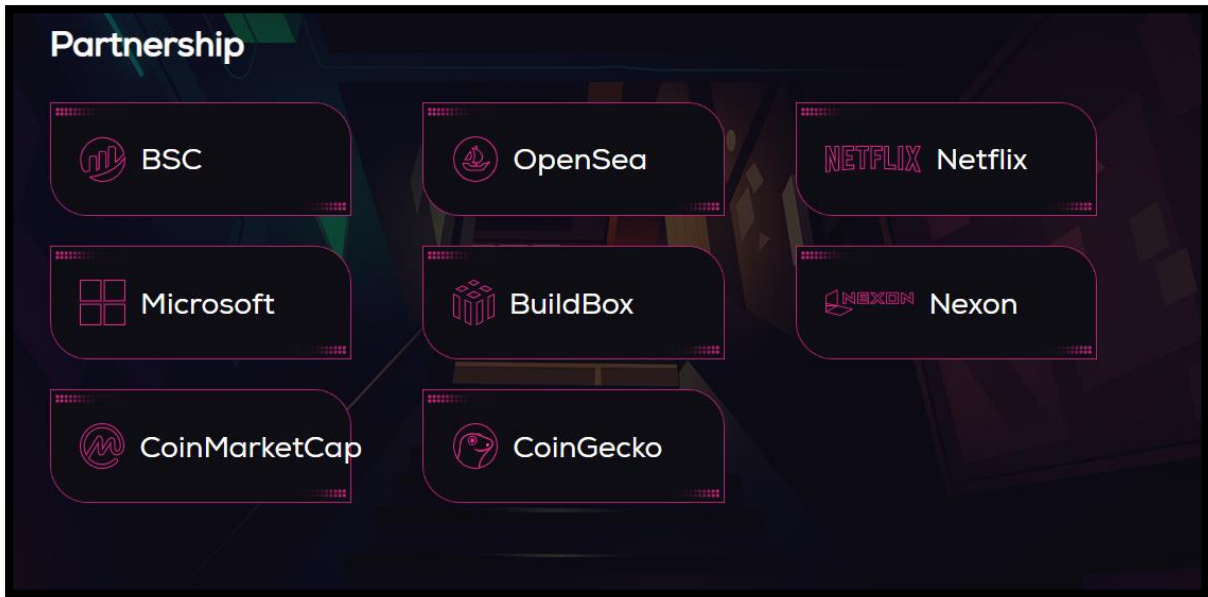 Partnership
BSC
OpenSea
NETFLIX Netflix
Microsoft
BuildBox
NEXON Nexon
CoinMarketCap
CoinGecko